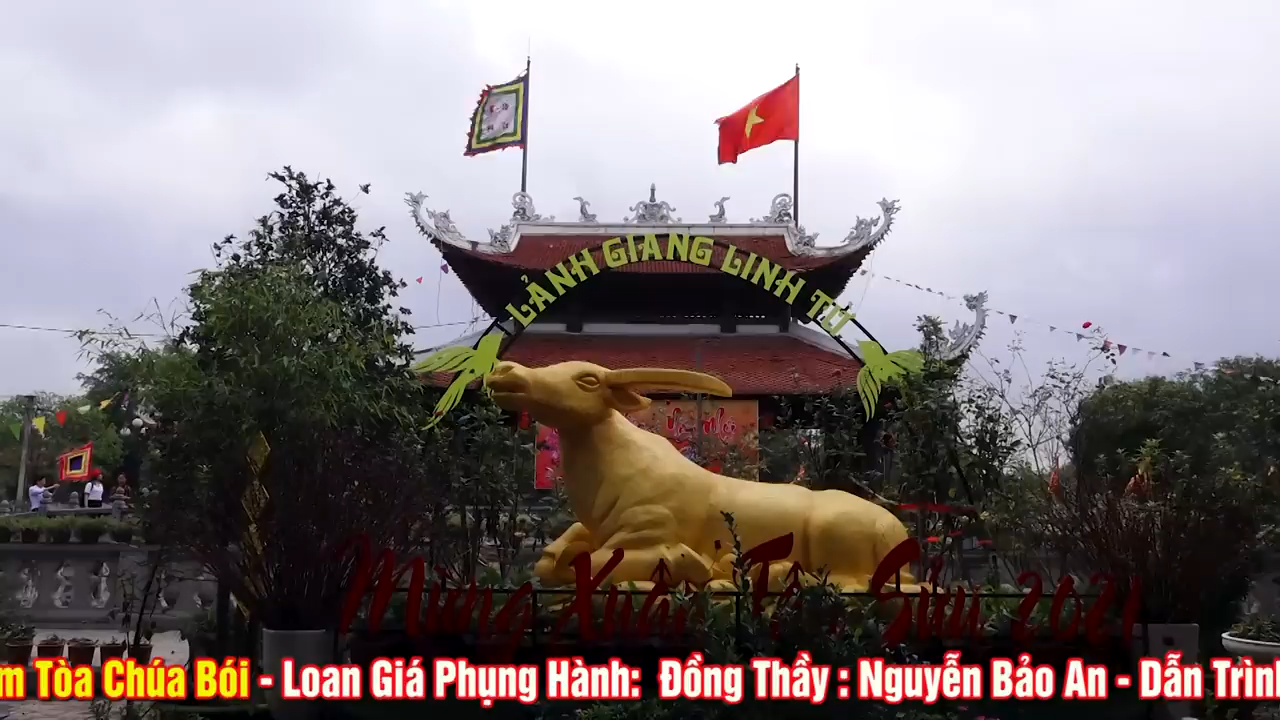 LẢNH GIANG LINH TỪ
Mừng Xuân Tân Sửu 2021
m Tòa Chúa Bói - Loan Giá Phụng Hành: Đồng Thầy : Nguyễn Bảo An - Dẫn Trình